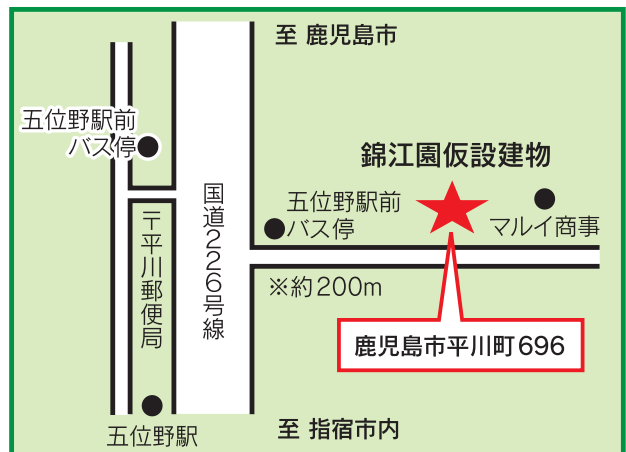 至 鹿児島市
五位野駅前
バス停
錦江園仮設建物
国道226号線
五位野駅前
バス停
マルイ商事
〒平川郵便局
※約200m
鹿児島市平川町696
五位野駅
至 指宿市内